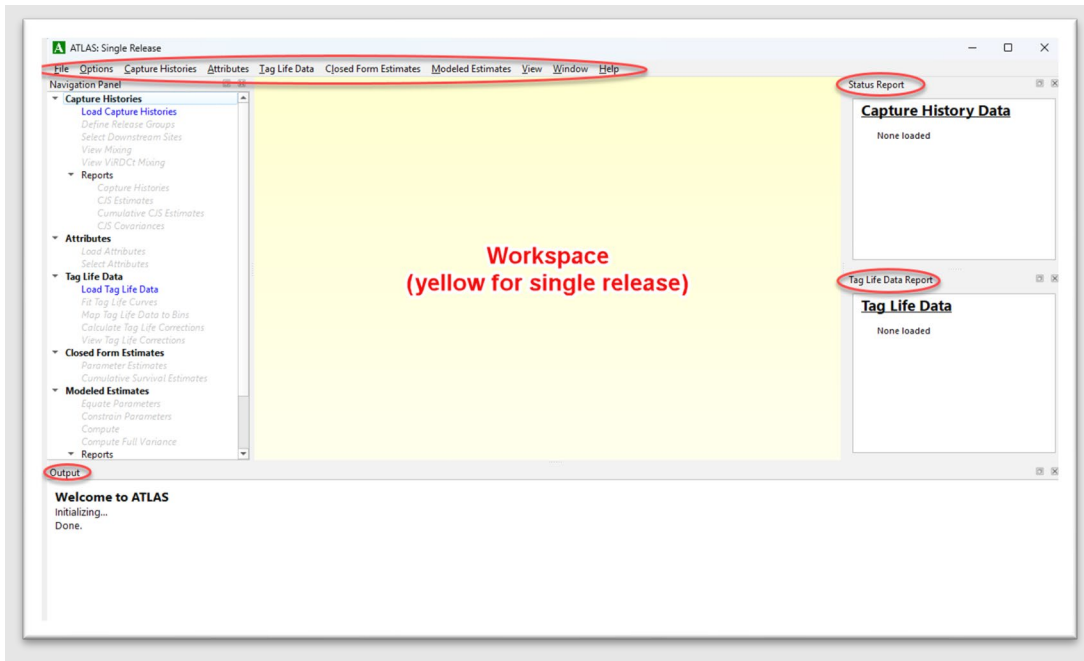 ATLAS: Single Release
File Options Capture Histories Attributes Tag Life Data Closed Form Estimates Modeled Estimates View Window Help
Navigation Panel
Capture Histories
Load Capture Histories
Define Release Groups
Select Downstream Sites
View Mixing
View ViRDCt Mixing
Reports
Capture Histories
CJS Estimates
Cumulative CJS Estimates
CJS Covariances
Attributes
Load Attributes
Select Attributes
Tag Life Data
Load Tag Life Data
Fit Tag Life Curves
Map Tag Life Data to Bins
Calculate Tag Life Corrections
View Tag Life Corrections
Closed Form Estimates
Parameter Estimates
Cumulative Survival Estimates
Modeled Estimates
Equate Parameters
Constrain Parameters
Compute
Compute Full Variance
Reports
Workspace
(yellow for single release)
Status Report
Capture History Data
None loaded
Tag Life Data Report
Tag Life Data
None loaded
Output
Welcome to ATLAS
Initializing...
Done.